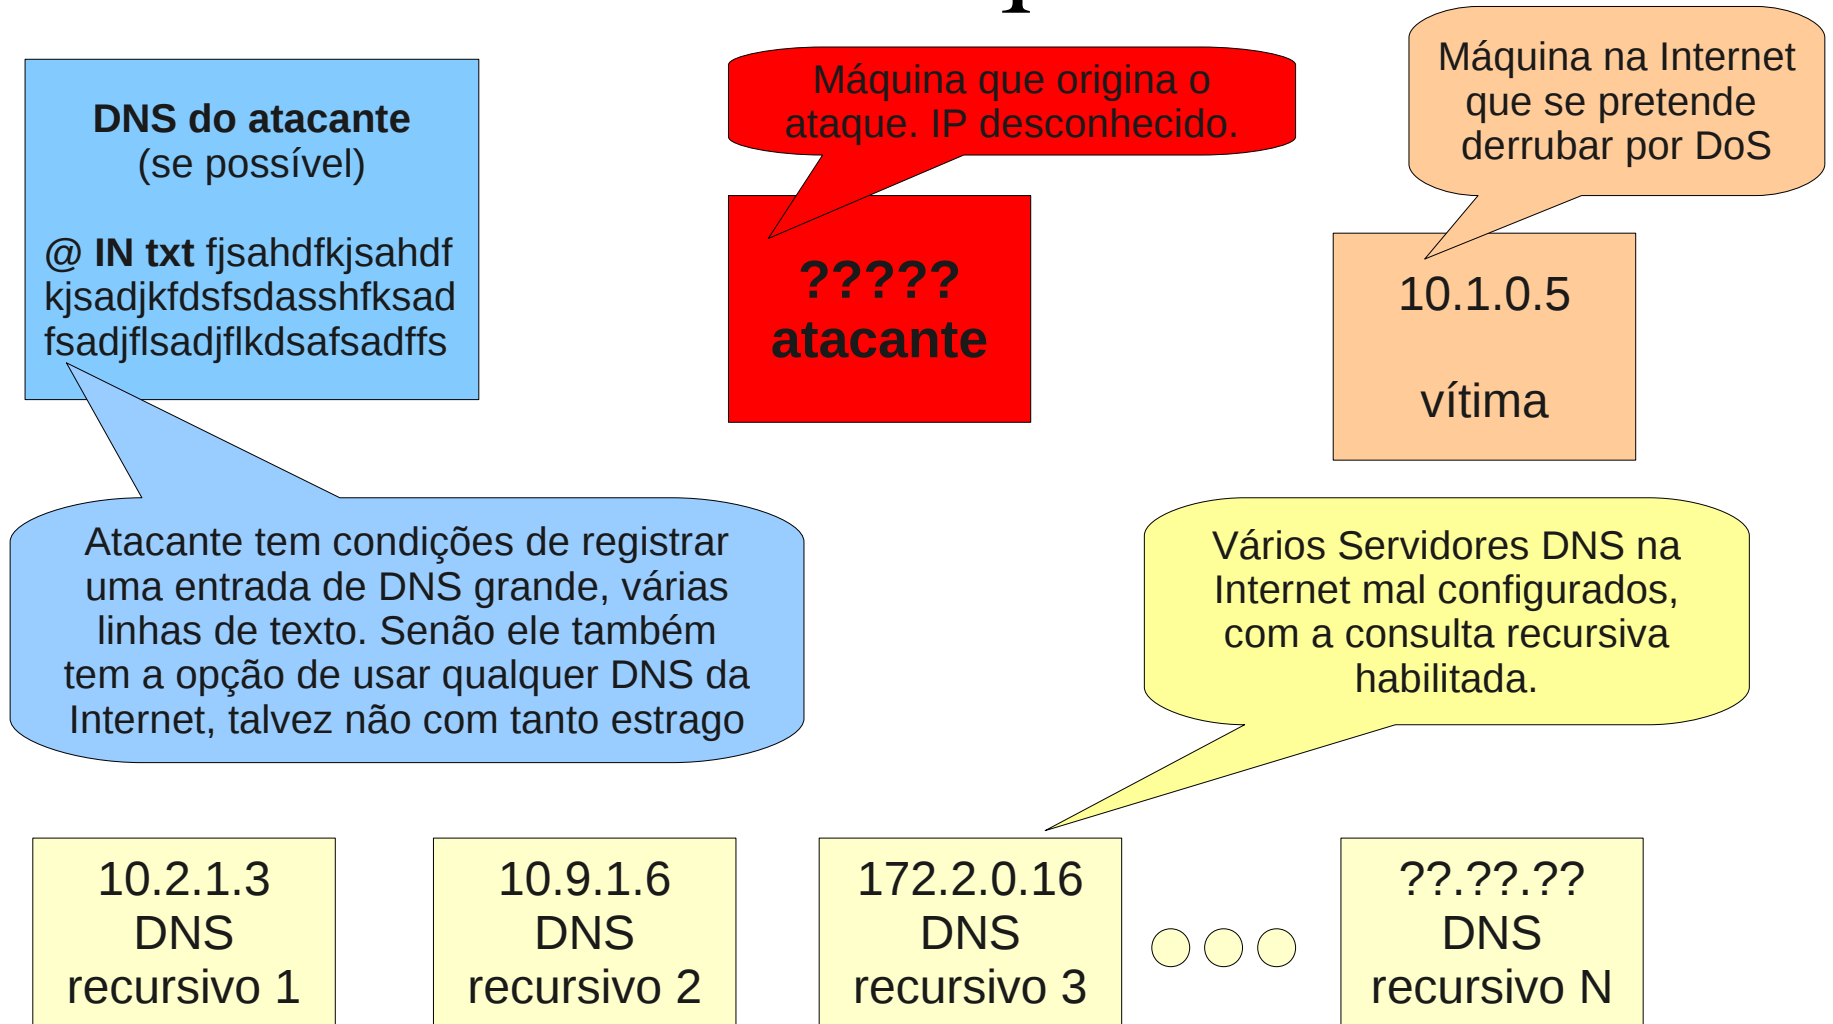 DNS do atacante
(se possível)
@ IN txt fjsahdfkjsahdf
kjsadjkfdsfsdasshfksad
fsadjflsadjflkdsafsadffs
Máquina que origina o
ataque. IP desconhecido.
?????
atacante
Máquina na Internet
que se pretende
derrubar por DoS
10.1.0.5
vítima
Atacante tem condições de registrar
uma entrada de DNS grande, várias
linhas de texto. Senão ele também
tem a opção de usar qualquer DNS da
Internet, talvez não com tanto estrago
Vários Servidores DNS na
Internet mal configurados,
com a consulta recursiva
habilitada.
10.2.1.3
DNS
recursivo 1
10.9.1.6
DNS
recursivo 2
172.2.0.16
DNS
recursivo 3
??.??.??
DNS
recursivo N